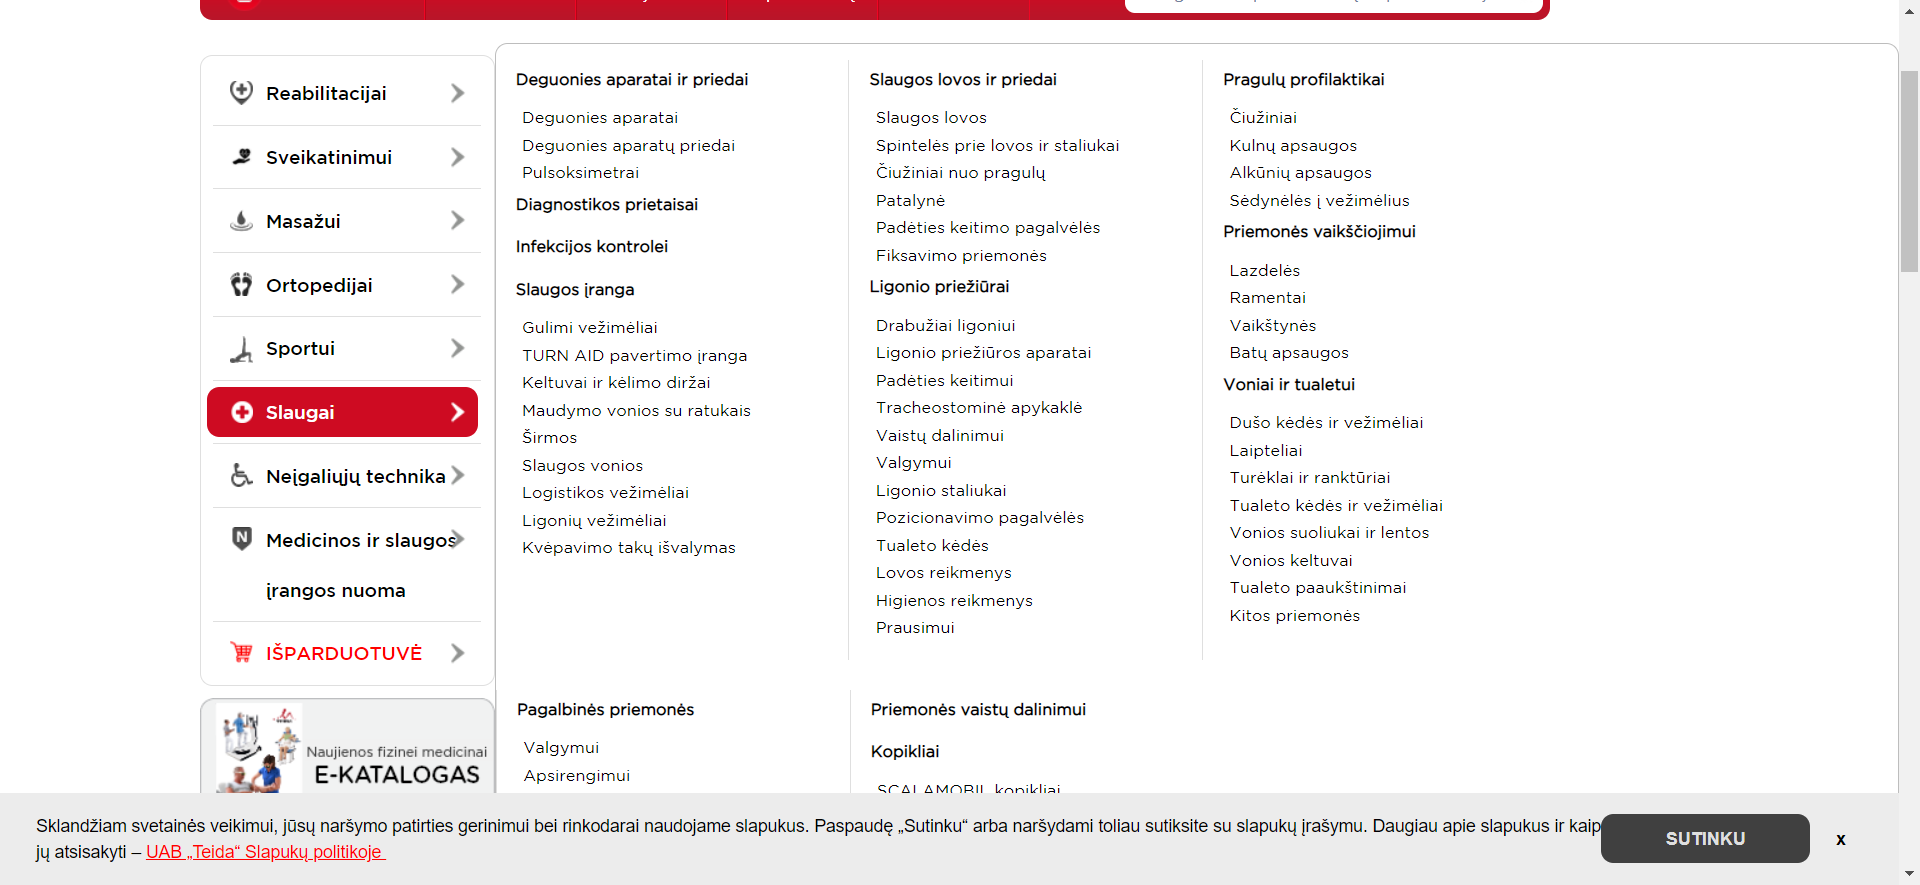 Reabilitacijai
Sveikatinimui
Masažui
Ortopedijai
Sportui
Slaugai
Neįgaliųjų technika
Medicinos ir slaugos
įrangos nuoma
IŠPARDUOTUVĖ
Naujienos fizinei medicinai
E-KATALOGAS
Deguonies aparatai ir priedai
Deguonies aparatai
Deguonies aparatų priedai
Pulsoksimetrai
Diagnostikos prietaisai
Infekcijos kontrolei
Slaugos įranga
Gulimi vežimėliai
TURN AID pavertimo įranga
Keltuvai ir kėlimo diržai
Maudymo vonios su ratukais
Širmos
Slaugos vonios
Logistikos vežimėliai
Ligonių vežimėliai
Kvėpavimo takų išvalymas
Slaugos lovos ir priedai
Slaugos lovos
Spintelės prie lovos ir staliukai
Čiužiniai nuo pragulų
Patalynė
Padėties keitimo pagalvėlės
Fiksavimo priemonės
Ligonio priežiūrai
Drabužiai ligoniui
Ligonio priežiūros aparatai
Padėties keitimui
Tracheostominė apykaklė
Vaistų dalinimui
Valgymui
Ligonio staliukai
Pozicionavimo pagalvėlės
Tualeto kėdės
Lovos reikmenys
Higienos reikmenys
Prausimui
Pragulų profilaktikai
Čiužiniai
Kulnų apsaugos
Alkūnių apsaugos
Sėdynėlės į vežimėlius
Priemonės vaikščiojimui
Lazdelės
Ramentai
Vaikštynės
Batų apsaugos
Voniai ir tualetui
Dušo kėdės ir vežimėliai
Laipteliai
Turėklai ir ranktūriai
Tualeto kėdės ir vežimėliai
Vonios suoliukai ir lentos
Vonios keltuvai
Tualeto paaukštinimai
Kitos priemonės
Pagalbinės priemonės
Valgymui
Apsirengimui
Priemonės vaistų dalinimui
Kopikliai
SCALAMOBIL kopikliai
Sklandžiam svetainės veikimui, jūsų naršymo patirties gerinimui bei rinkodarai naudojame slapukus. Paspaudę „Sutinku“ arba naršydami toliau sutiksite su slapukų įrašymu. Daugiau apie slapukus ir kaip
jų atsisakyti – UAB „Teida“ Slapukų politikoje
SUTINKU
x